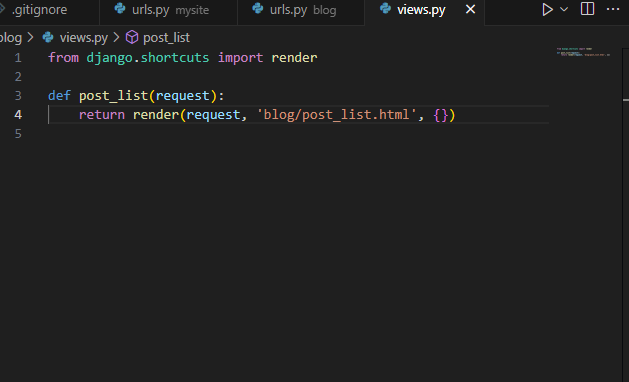 .gitignore urls.py mysite urls.py blog views.py
blog > views.py > post_list
1 from django.shortcuts import render
2
3 def post_list(request):
4     return render(request, 'blog/post_list.html', {})
5